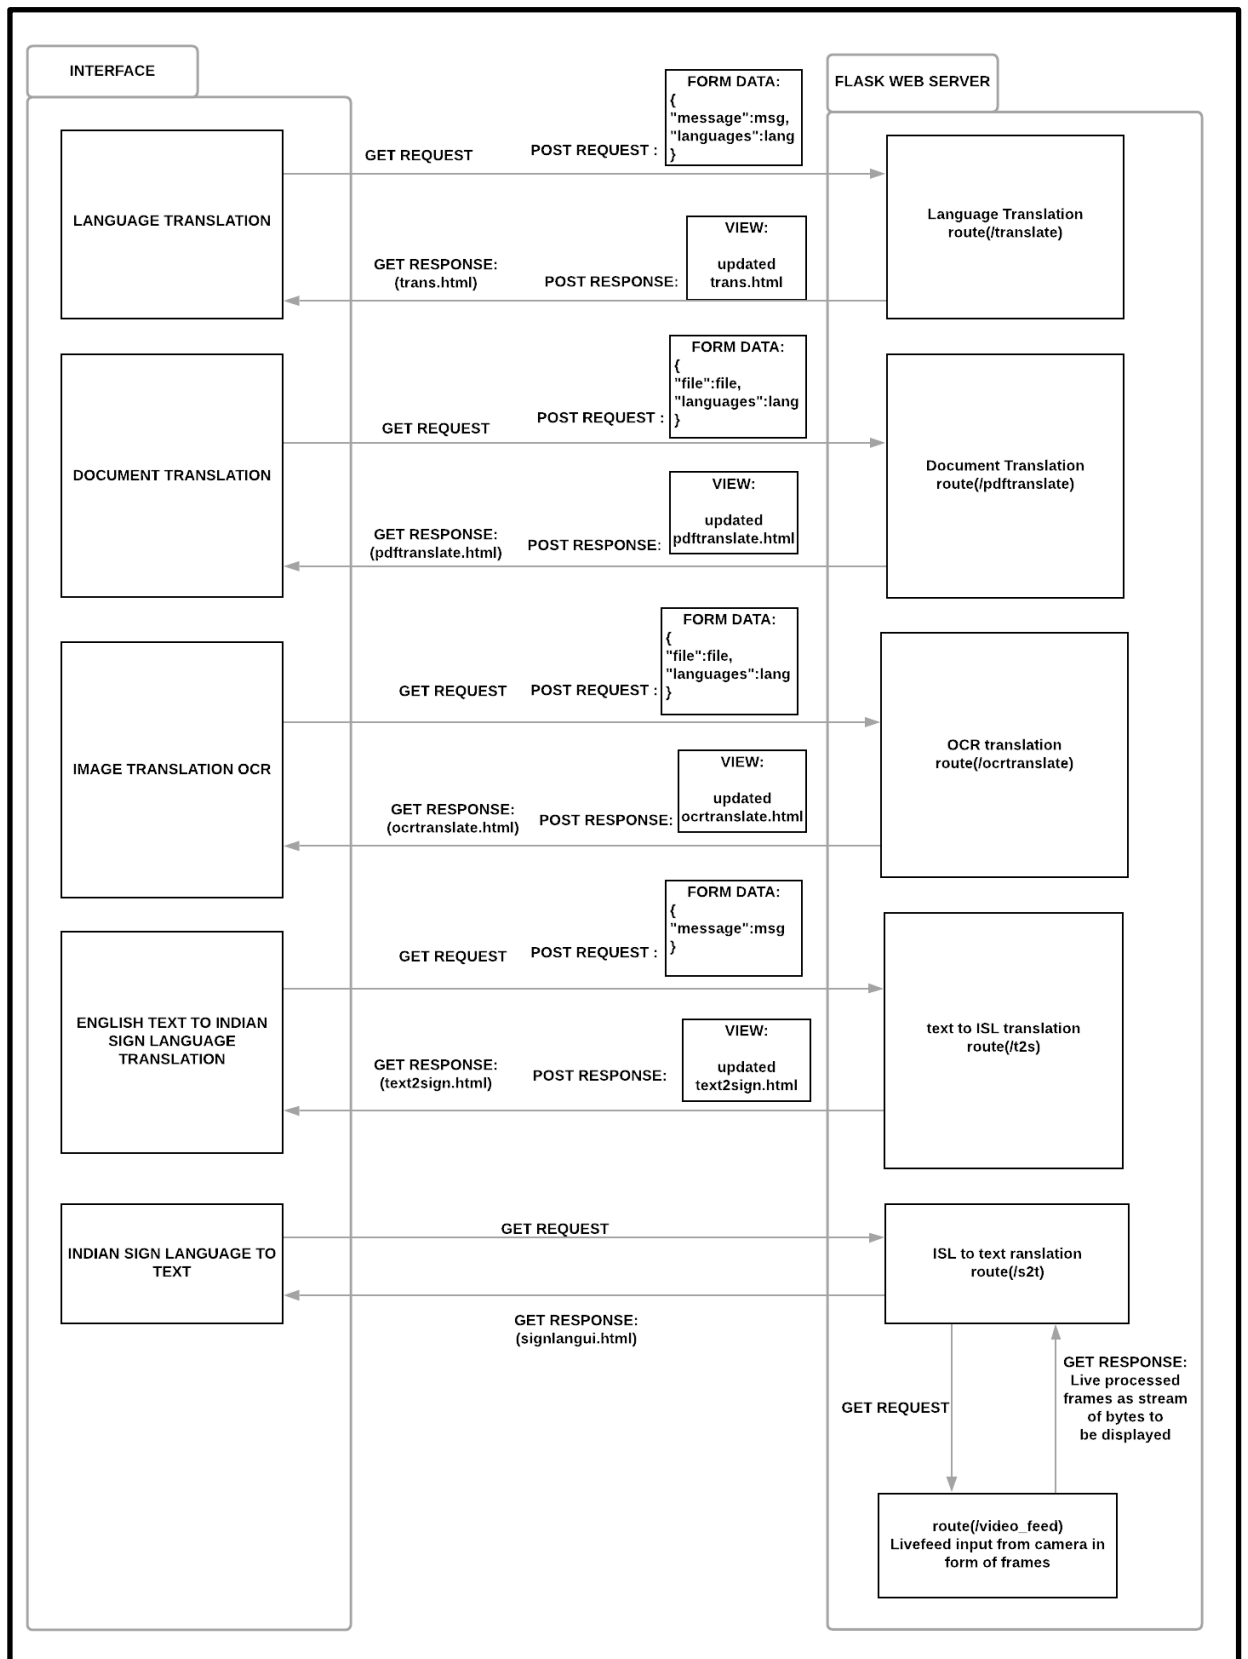 INTERFACE
FLASK WEB SERVER
LANGUAGE TRANSLATION
GET REQUEST
POST REQUEST :
FORM DATA:
{
"message":msg,
"languages":lang
}
GET RESPONSE:
(trans.html)
POST RESPONSE:
VIEW:
updated
trans.html
Language Translation
route(/translate)
DOCUMENT TRANSLATION
GET REQUEST
POST REQUEST :
FORM DATA:
{
"file":file,
"languages":lang
}
GET RESPONSE:
(pdftranslate.html)
POST RESPONSE:
VIEW:
updated
pdftranslate.html
Document Translation
route(/pdftranslate)
IMAGE TRANSLATION OCR
GET REQUEST
POST REQUEST :
FORM DATA:
{
"file":file,
"languages":lang
}
GET RESPONSE:
(ocrtranslate.html)
POST RESPONSE:
VIEW:
updated
ocrtranslate.html
OCR translation
route(/ocrtranslate)
ENGLISH TEXT TO INDIAN
SIGN LANGUAGE
TRANSLATION
GET REQUEST
POST REQUEST :
FORM DATA:
{
"message":msg
}
GET RESPONSE:
(text2sign.html)
POST RESPONSE:
VIEW:
updated
text2sign.html
text to ISL translation
route(/t2s)
INDIAN SIGN LANGUAGE TO
TEXT
GET REQUEST
GET RESPONSE:
(signlangui.html)
ISL to text ranslation
route(/s2t)
GET REQUEST
GET RESPONSE:
Live processed
frames as stream
of bytes to
be displayed
route(/video_feed)
Livefeed input from camera in
form of frames